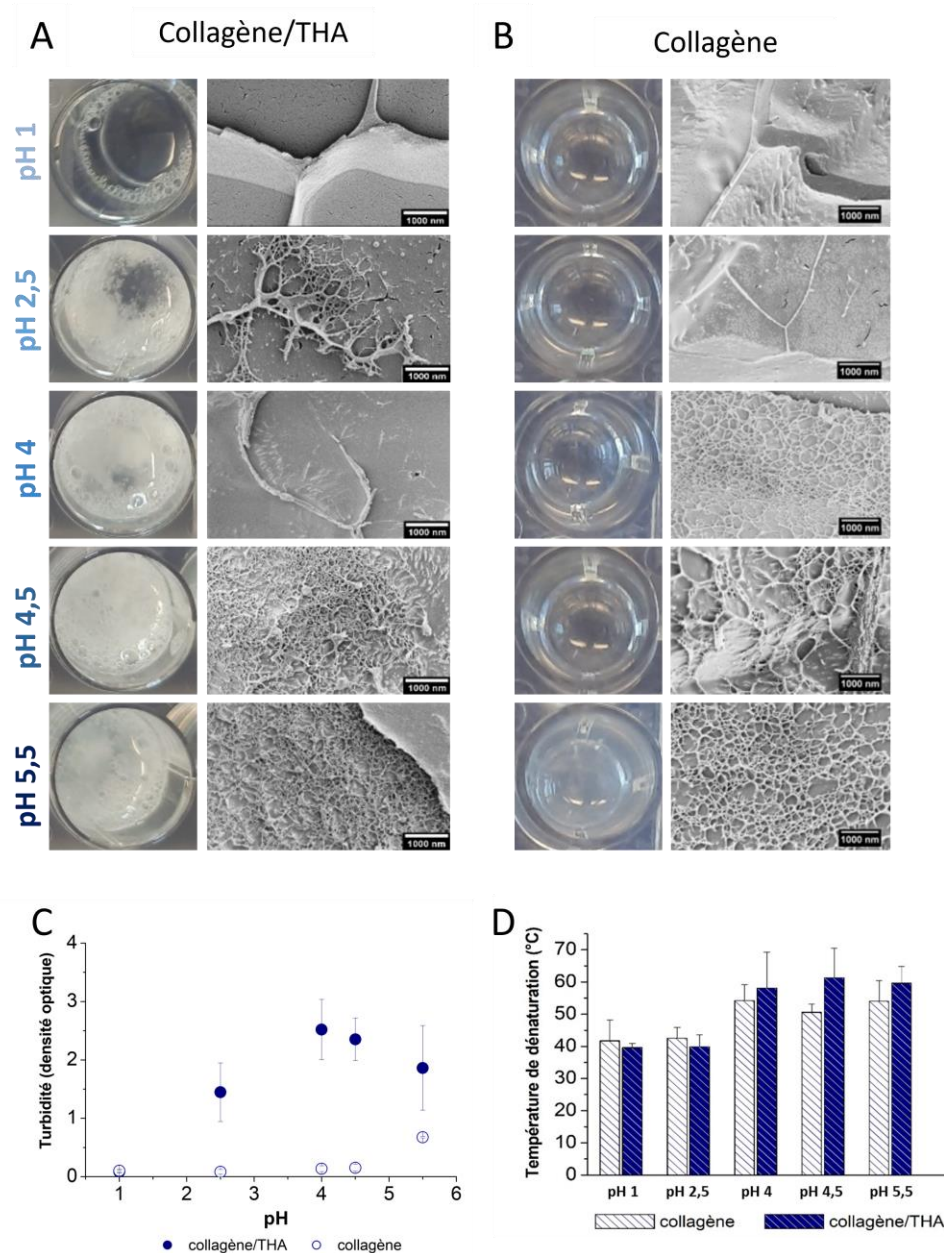 A
Collagène/THA
B
Collagène
pH 1
1000 nm
1000 nm
pH 2,5
1000 nm
1000 nm
pH 4
1000 nm
1000 nm
pH 4,5
1000 nm
1000 nm
pH 5,5
1000 nm
1000 nm
C
Turbidité (densité optique)
4
3
2
1
0
1
2
3
4
5
6
pH
collagène/THA
collagène
D
Température de dénaturation (°C)
70
60
50
40
30
20
10
0
pH 1
pH 2,5
pH 4
pH 4,5
pH 5,5
collagène
collagène/THA